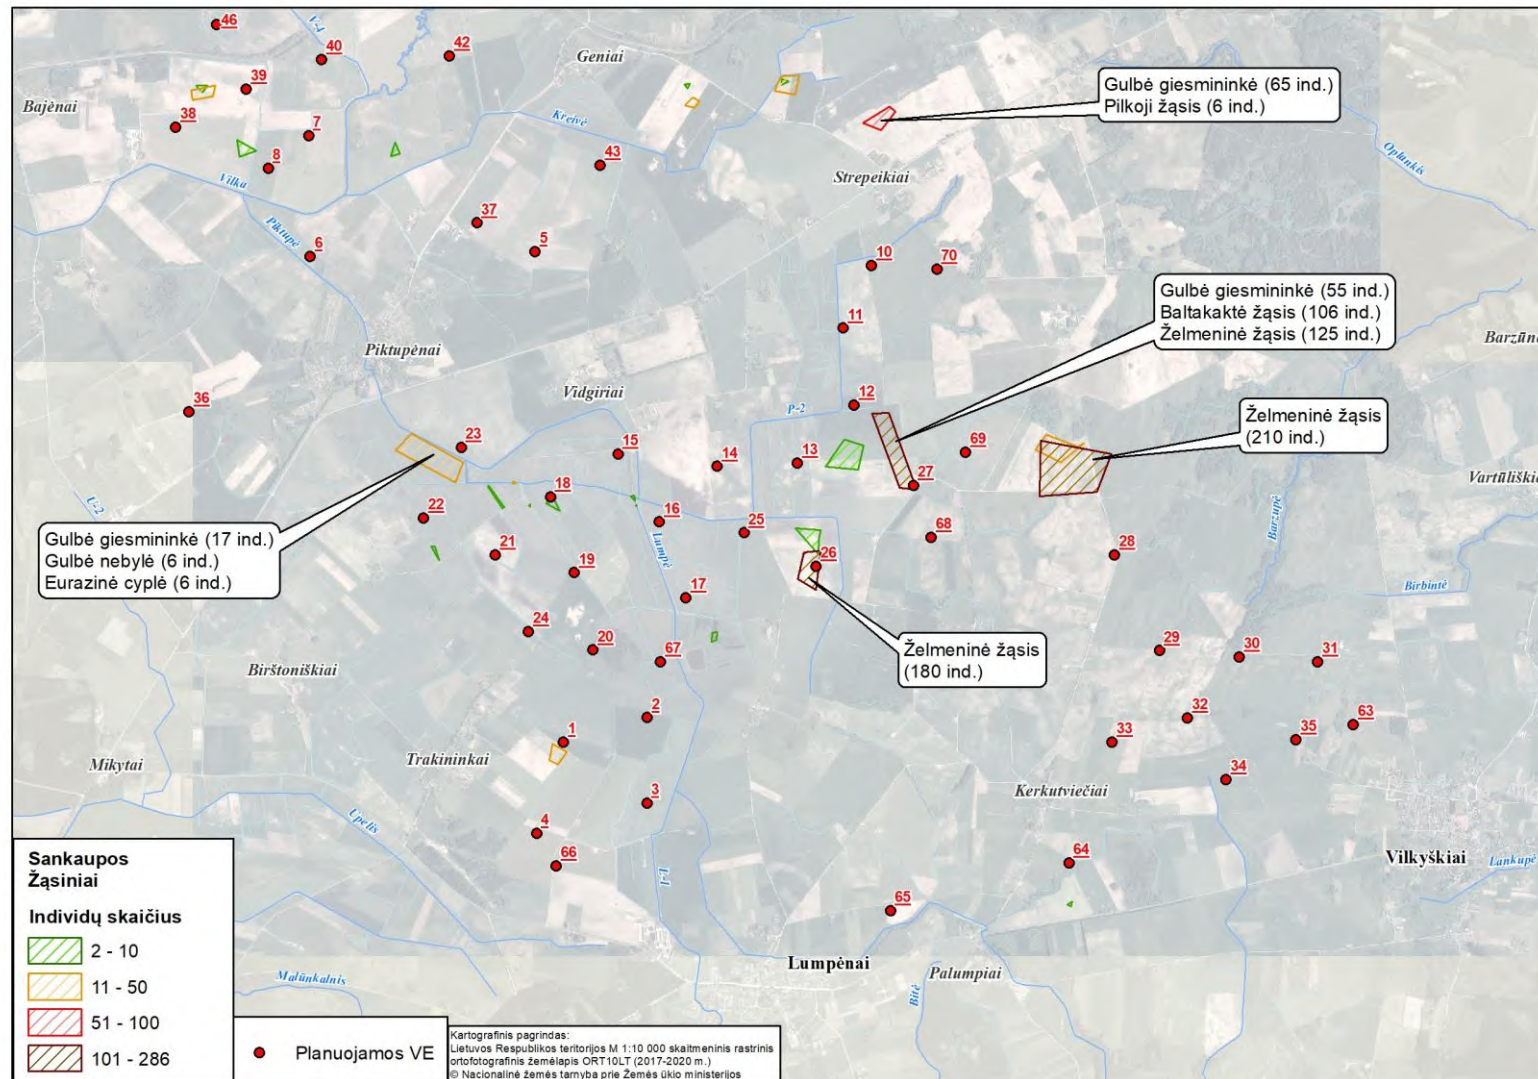 46
V-4
40
42
Geniai
39
Bajėnai
38
7
8
Vilka
Kreivė
43
Gulbė giesmininkė (65 ind.)
Pilkoji žąsis (6 ind.)
Strepeikiai
Oplankis
Piktupė
37
6
5
10
70
Gulbė giesmininkė (55 ind.)
Baltakaktė žąsis (106 ind.)
Želmeninė žąsis (125 ind.)
11
Piktupėnai
Vidgiriai
36
P-2
12
Želmeninė žąsis
(210 ind.)
23
15
14
13
69
27
U-2
22
18
16
25
68
28
Gulbė giesmininkė (17 ind.)
Gulbė nebylė (6 ind.)
Eurazinė cyplė (6 ind.)
21
19
Lumpė
26
17
Barzupė
Birbintė
24
20
67
Želmeninė žąsis
(180 ind.)
29
30
31
Birštoniškiai
2
1
32
33
35
63
34
Mikytai
Trakininkai
3
Kerkutviečiai
Upelis
4
66
L-1
64
Vilkyškiai
Lankupė
65
Lumpėnai
Palumpiai
Bitė
Malūnkalnis
Sankaupos
Žąsiniai
Individų skaičius
2 - 10
11 - 50
51 - 100
101 - 286
Planuojamos VE
Kartografinis pagrindas:
Lietuvos Respublikos teritorijos M 1:10 000 skaitmeninis rastrinis
ortofotografinis žemėlapis ORT10LT (2017-2020 m.)
© Nacionalinė žemės tarnyba prie Žemės ūkio ministerijos